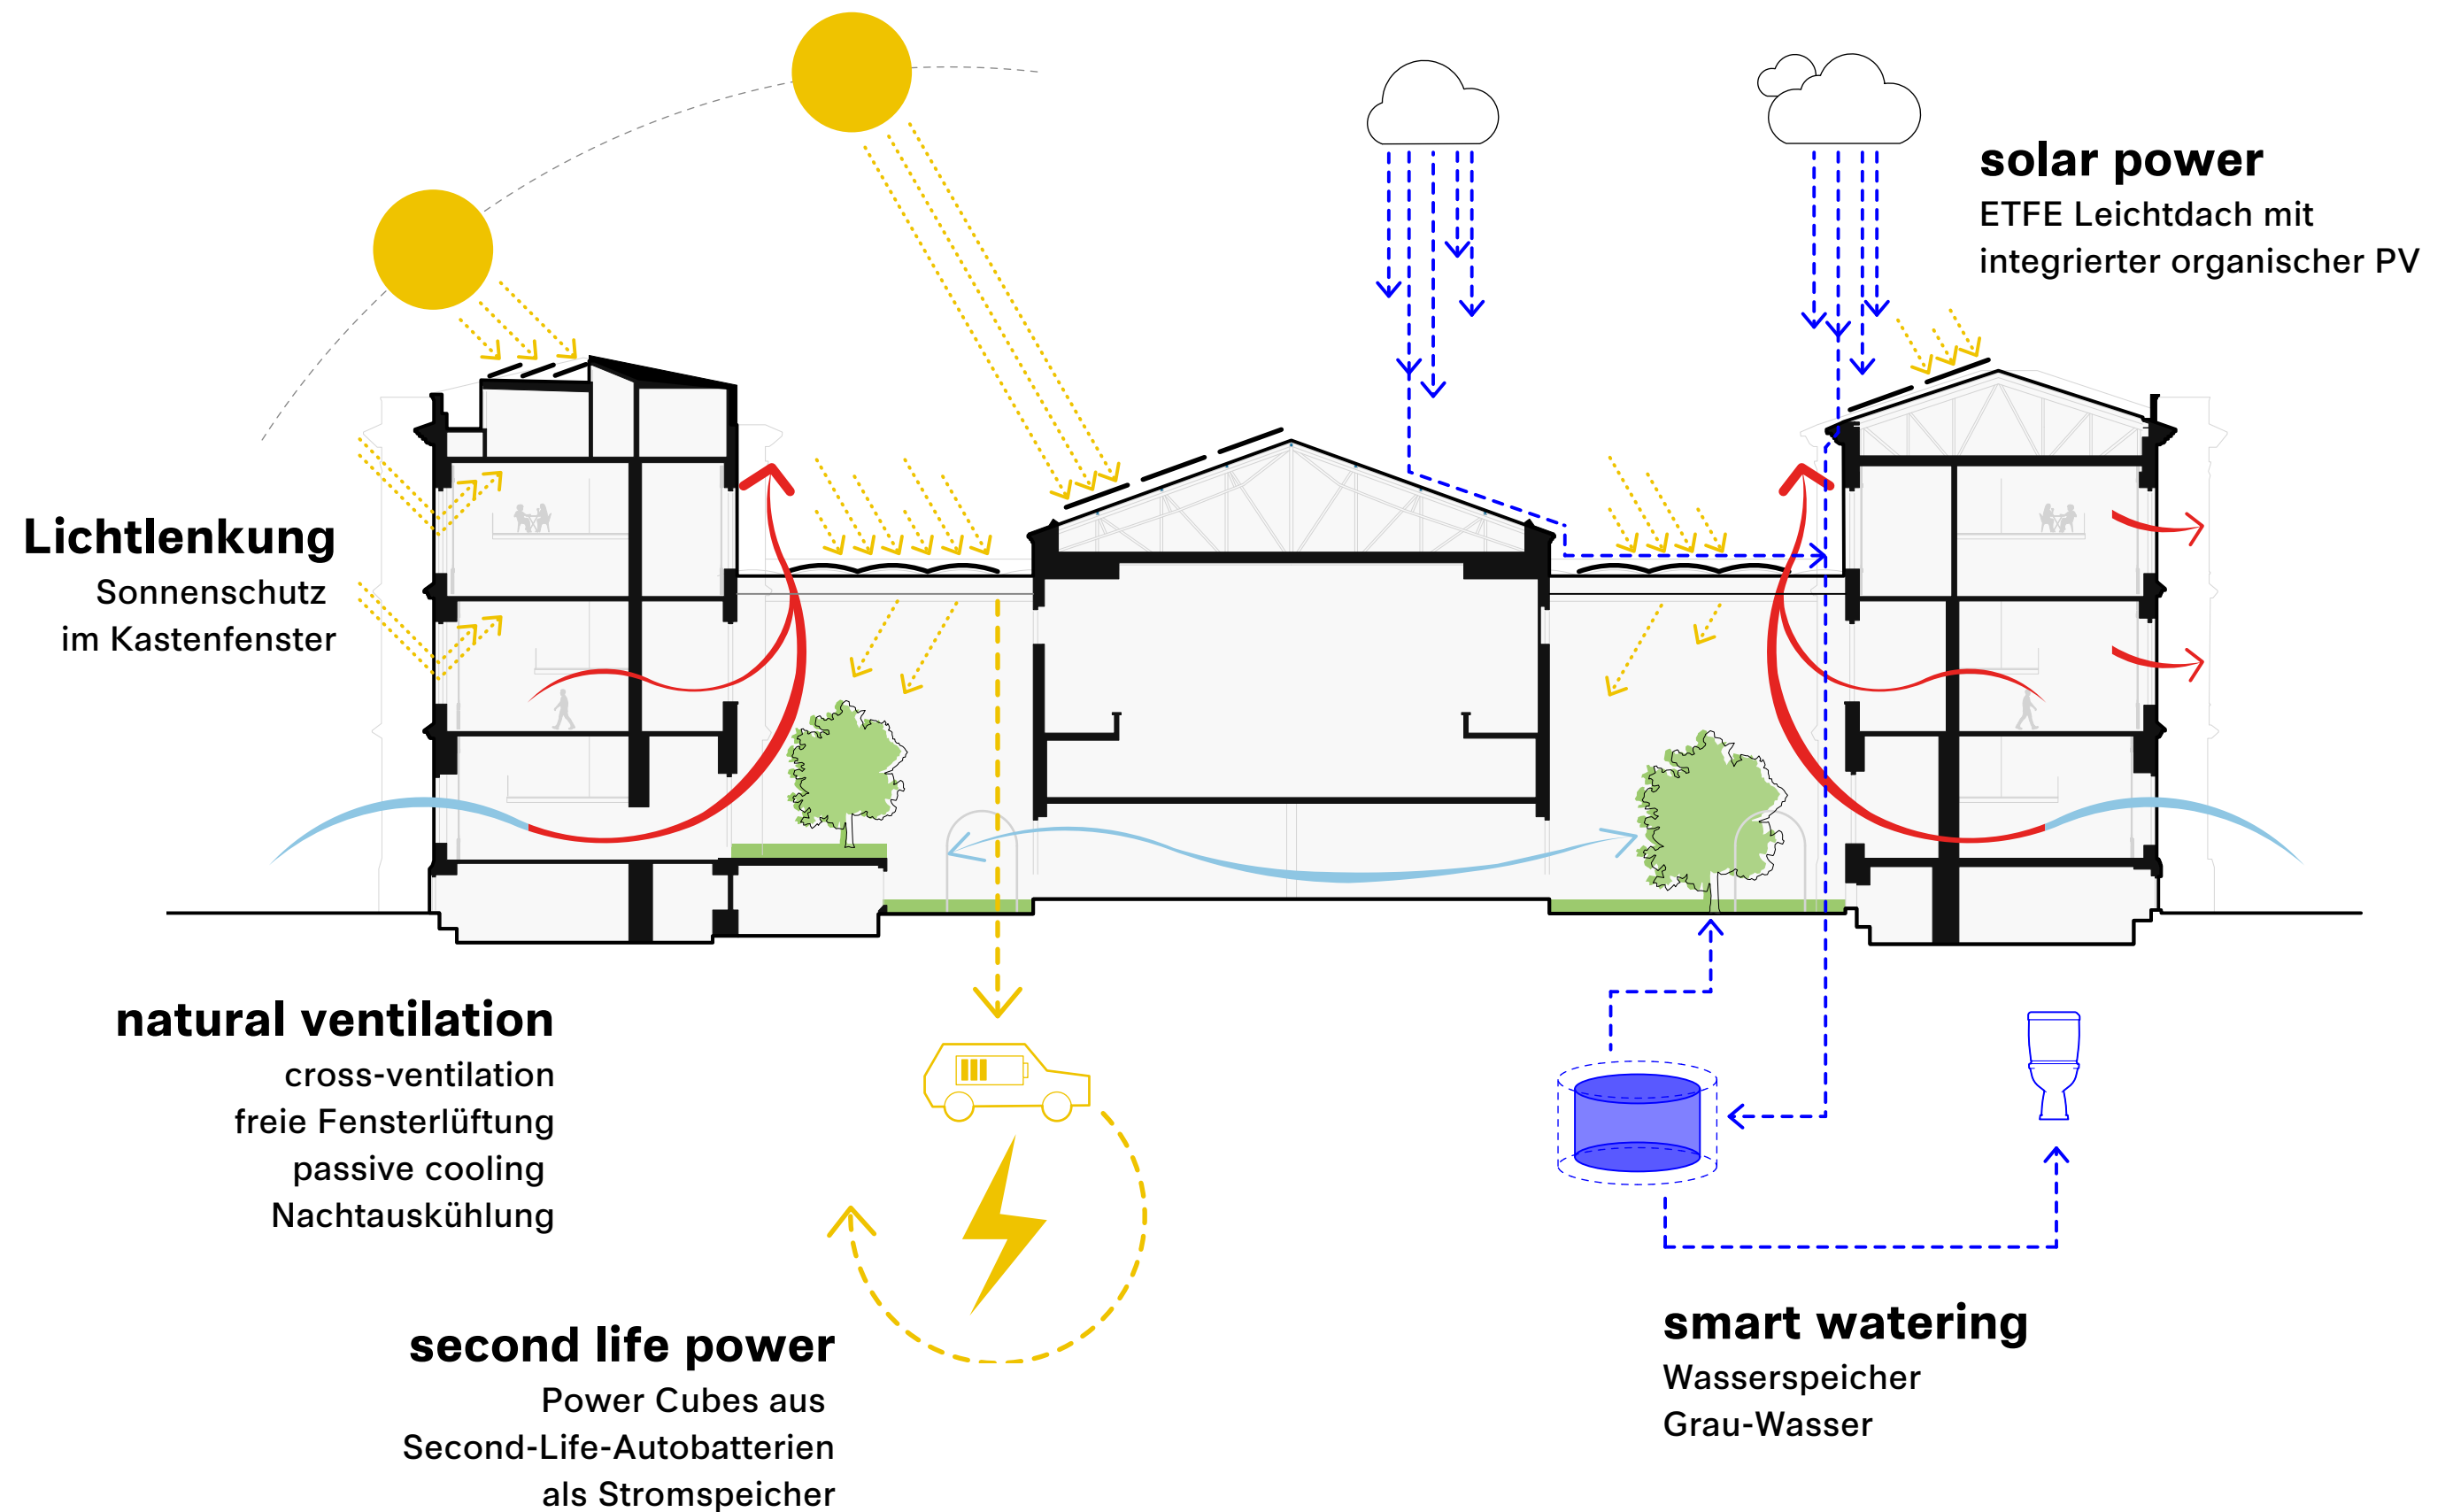 solar power
ETFE Leichtdach mit
integrierter organischer PV
Lichtlenkung
Sonnenschutz
im Kastenfenster
natural ventilation
cross-ventilation
freie Fensterlüftung
passive cooling
Nachtauskühlung
second life power
Power Cubes aus
Second-Life-Autobatterien
als Stromspeicher
smart watering
Wasserspeicher
Grau-Wasser